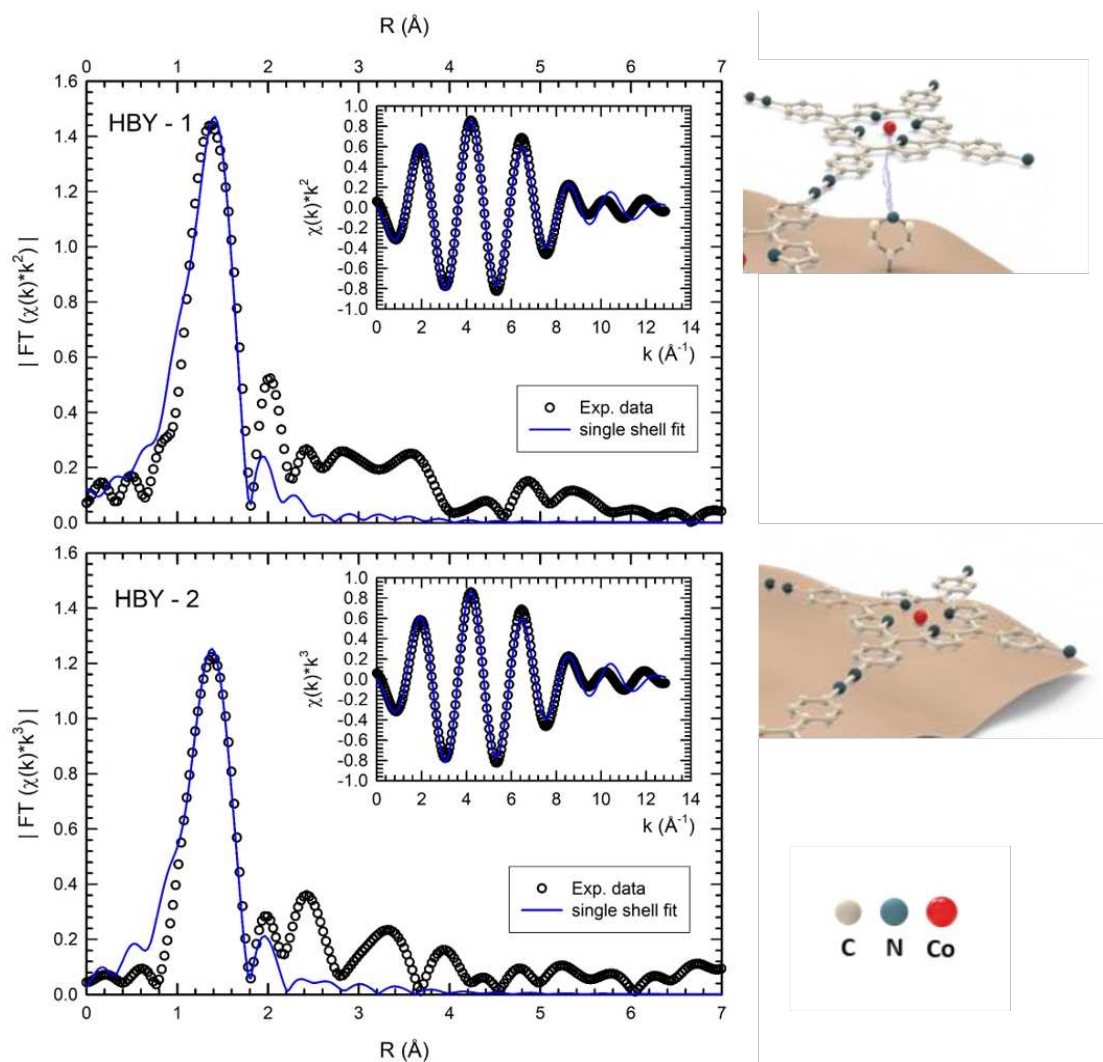 R (Å)
0 1 2 3 4 5 6 7
1.6
1.4
1.2
1.0
0.8
0.6
0.4
0.2
0.0
| FT (χ(k)*k²) |
HBY - 1
1.0
0.8
0.6
0.4
0.2
0.0
-0.2
-0.4
-0.6
-0.8
-1.0
χ(k)*k²
0 2 4 6 8 10 12 14
k (Å⁻¹)
Exp. data
single shell fit
1.6
1.4
1.2
1.0
0.8
0.6
0.4
0.2
0.0
| FT (χ(k)*k³) |
HBY - 2
1.0
0.8
0.6
0.4
0.2
0.0
-0.2
-0.4
-0.6
-0.8
-1.0
χ(k)*k³
0 2 4 6 8 10 12 14
k (Å⁻¹)
Exp. data
single shell fit
0 1 2 3 4 5 6 7
R (Å)
C N Co